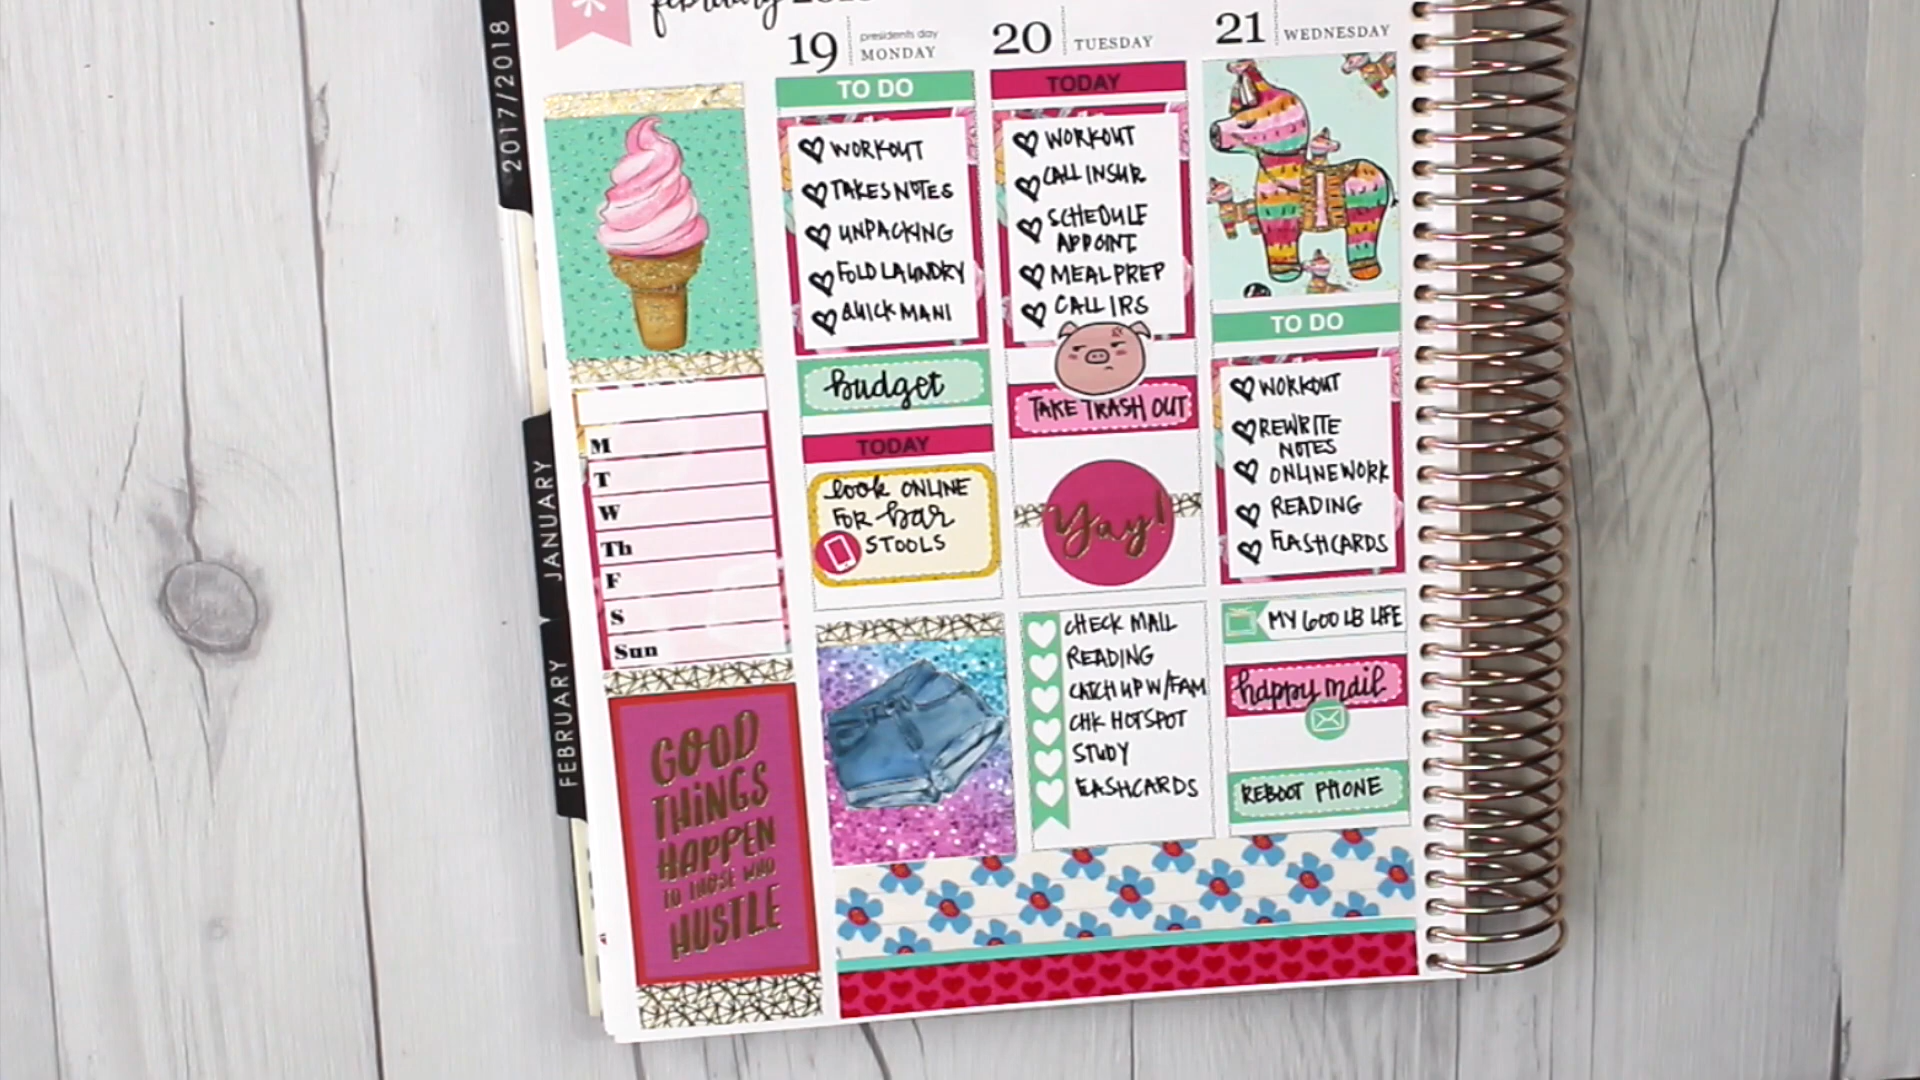 2017/2018
JANUARY
FEBRUARY
february
19
presidents day
MONDAY
20
TUESDAY
21
WEDNESDAY
M
T
W
Th
F
S
Sun
GOOD
THiNGS
HAPPEN
TO THOSE WHO
HUSTLE
TO DO
WORKOUT
TAKES NOTES
UNPACKING
FOLD LAUNDRY
QUICK MANI
budget
TODAY
look ONLINE
FOR bar
STOOLS
TODAY
WORKOUT
CALL INSUR
SCHEDULE
APPOINT
MEAL PREP
CALL IRS
TAKE TRASH OUT
Yay!
CHECK MAIL
READING
CATCH UP W/FAM
CHK HOTSPOT
STUDY
FLASHCARDS
TO DO
WORKOUT
REWRITE
NOTES
ONLINE WORK
READING
FLASHCARDS
MY 600 LB LIFE
happy mail
REBOOT PHONE